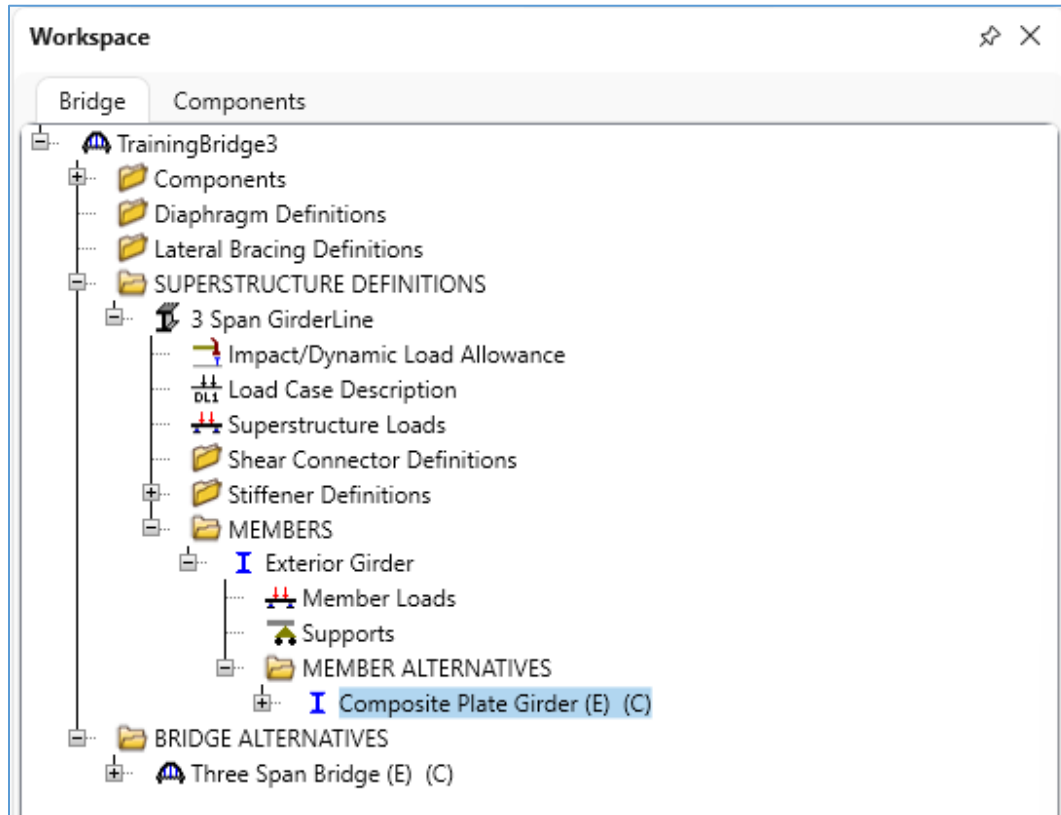 Workspace
Bridge Components
TrainingBridge3
Components
Diaphragm Definitions
Lateral Bracing Definitions
SUPERSTRUCTURE DEFINITIONS
3 Span GirderLine
Impact/Dynamic Load Allowance
DL1 Load Case Description
Superstructure Loads
Shear Connector Definitions
Stiffener Definitions
MEMBERS
Exterior Girder
Member Loads
Supports
MEMBER ALTERNATIVES
Composite Plate Girder (E) (C)
BRIDGE ALTERNATIVES
Three Span Bridge (E) (C)